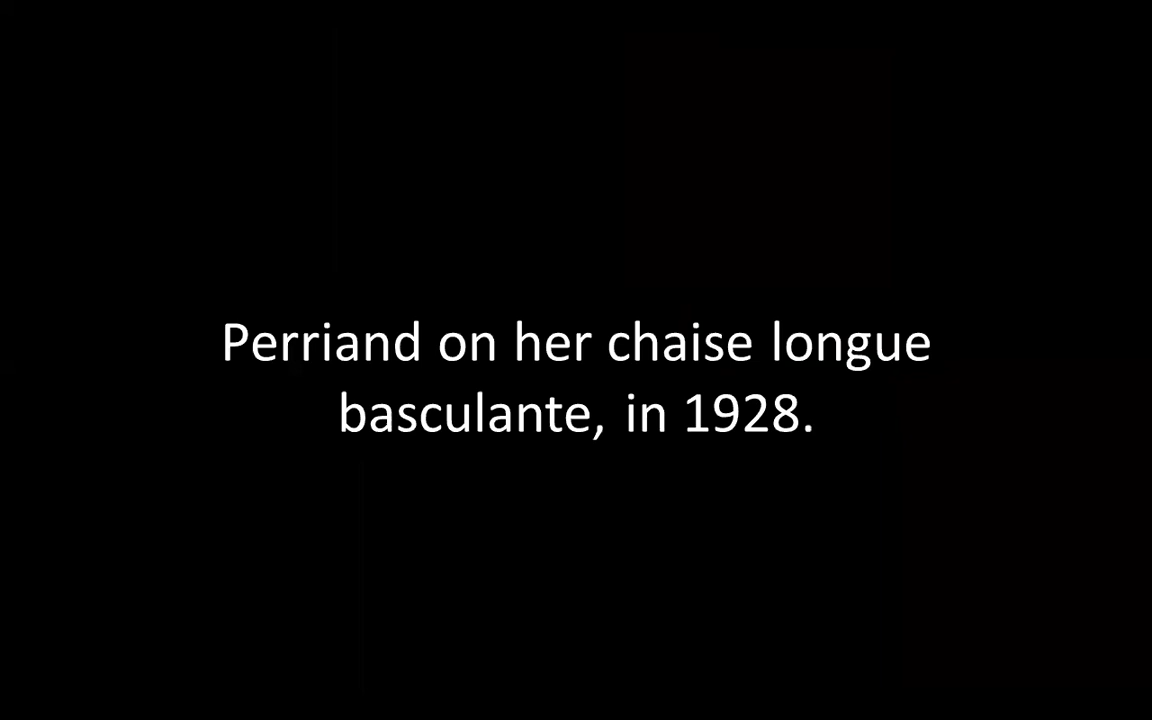 Perriand on her chaise longue
basculante, in 1928.